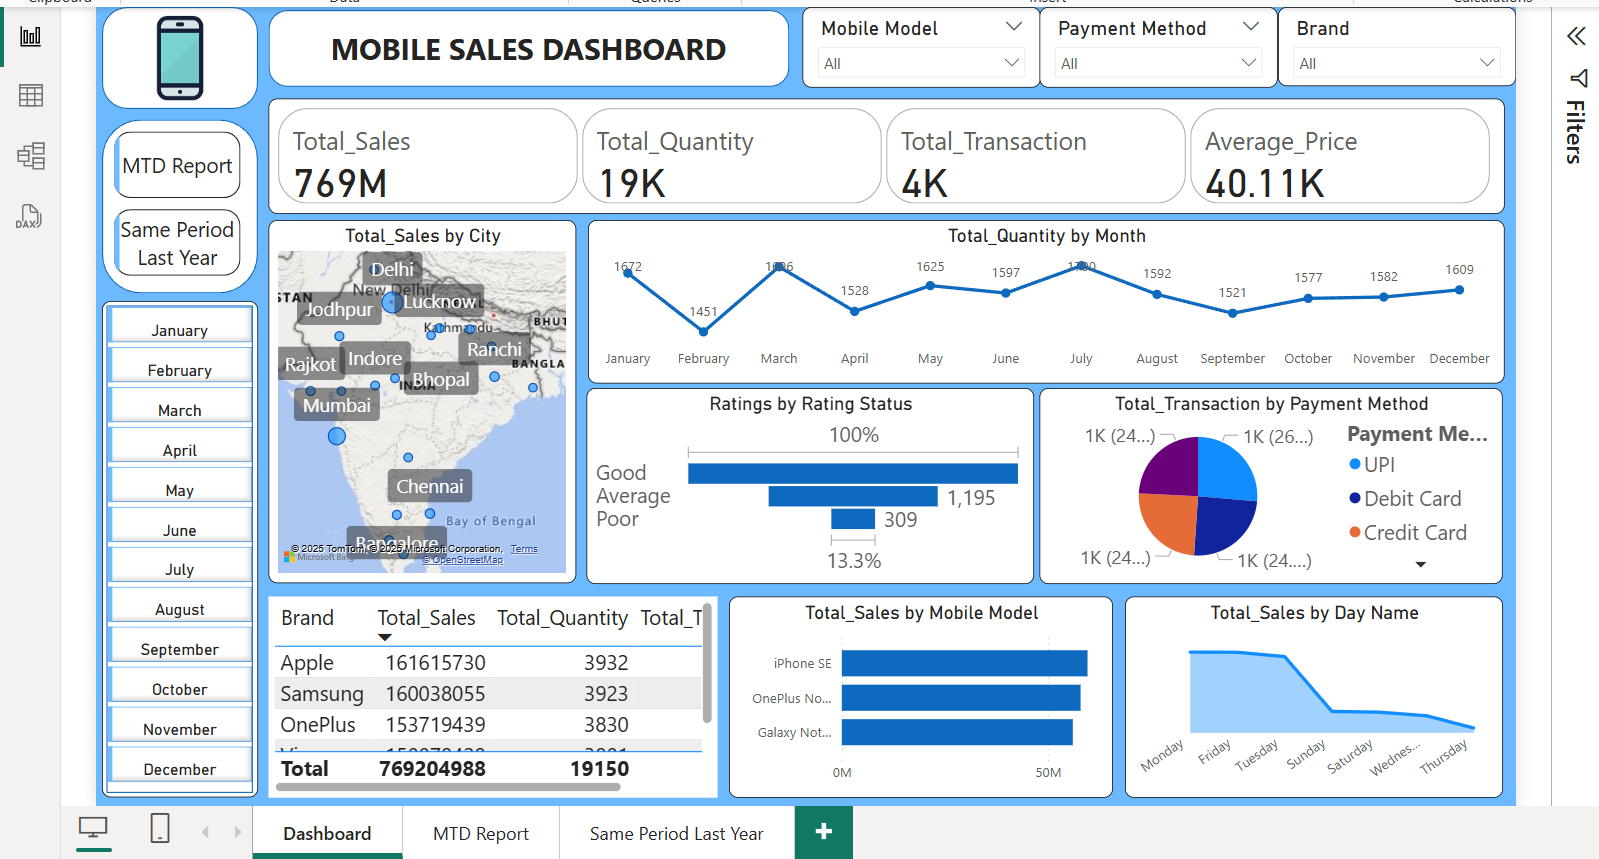 MOBILE SALES DASHBOARD
Mobile Model
All
Payment Method
All
Brand
All
Filters
MTD Report
Same Period
Last Year
Total_Sales
769M
Total_Quantity
19K
Total_Transaction
4K
Average_Price
40.11K
January
February
March
April
May
June
July
August
September
October
November
December
Total_Sales by City
Delhi
New Delhi
STAN
Jodhpur
Lucknow
Kathmandu
BHUT
Ranchi
Rajkot
Indore
BANGLA
INDIA
Bhopal
Mumbai
Chennai
Bay of Bengal
Bangalore
© 2025 TomTom, © 2025 Microsoft Corporation, Terms
Microsoft Bing
© OpenStreetMap
Total_Quantity by Month
1672
1451
1528
1625
1597
1592
1521
1577
1582
1609
January
February
March
April
May
June
July
August
September
October
November
December
Ratings by Rating Status
100%
Good
Average
1,195
Poor
309
13.3%
Total_Transaction by Payment Method
1K (24...)
1K (26...)
1K (24...)
1K (24....)
Payment Me...
UPI
Debit Card
Credit Card
Brand Total_Sales Total_Quantity Total_T
Apple 161615730 3932
Samsung 160038055 3923
OnePlus 153719439 3830
Total 769204988 19150
Total_Sales by Mobile Model
iPhone SE
OnePlus No...
Galaxy Not...
0M
50M
Total_Sales by Day Name
Monday
Friday
Tuesday
Sunday
Saturday
Wednes...
Thursday
DAX
Dashboard
MTD Report
Same Period Last Year
+